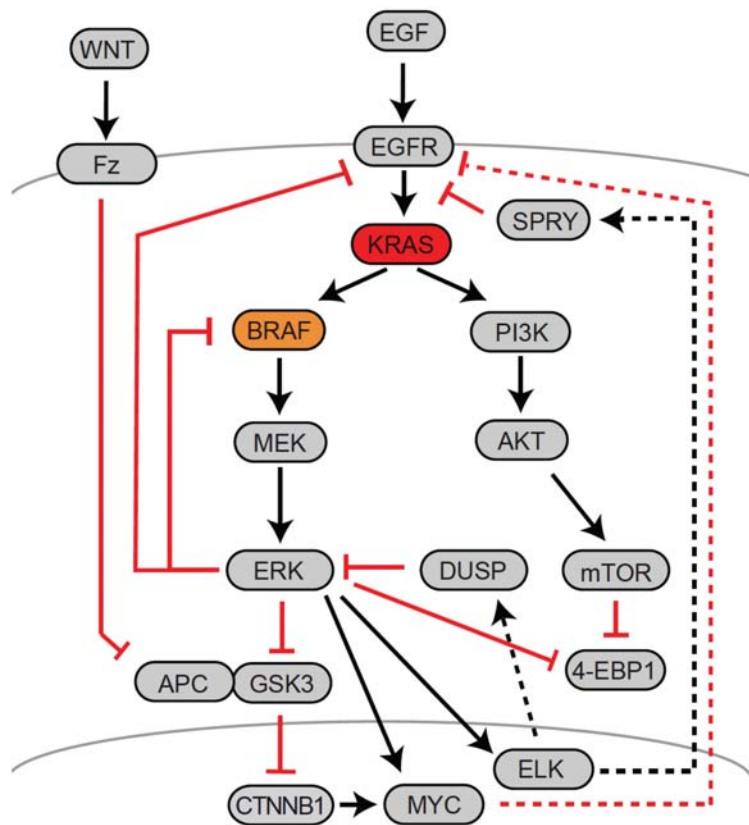 WNT
EGF
Fz
EGFR
SPRY
KRAS
BRAF
PI3K
MEK
AKT
ERK
DUSP
mTOR
APC
GSK3
4-EBP1
ELK
CTNNB1
MYC